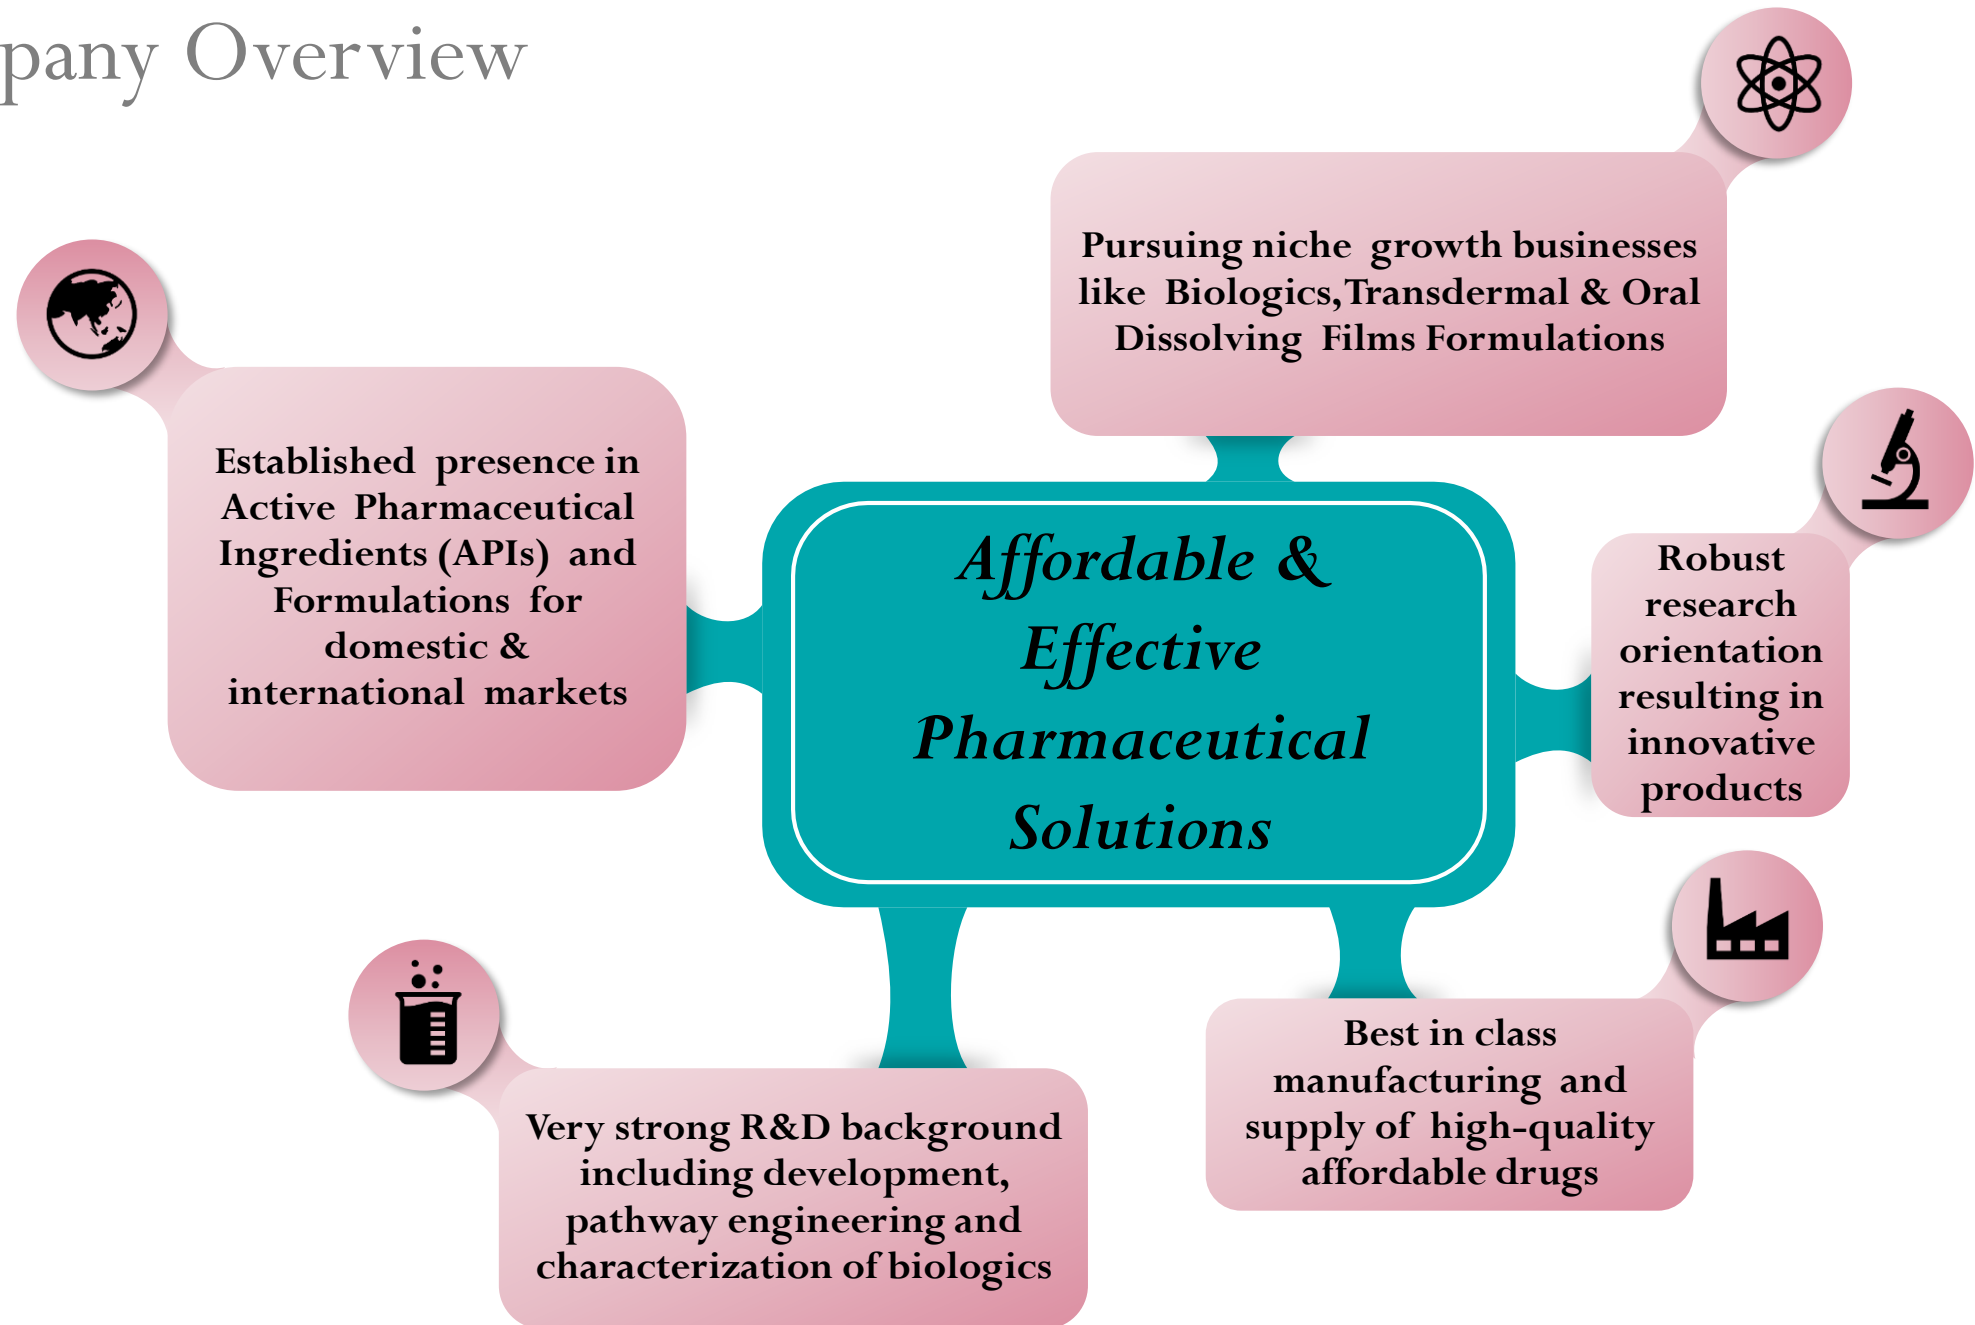 pany Overview
Pursuing niche growth businesses
like Biologics, Transdermal & Oral
Dissolving Films Formulations
Established presence in
Active Pharmaceutical
Ingredients (APIs) and
Formulations for
domestic &
international markets
Affordable &
Effective
Pharmaceutical
Solutions
Robust
research
orientation
resulting in
innovative
products
Very strong R&D background
including development,
pathway engineering and
characterization of biologics
Best in class
manufacturing and
supply of high-quality
affordable drugs